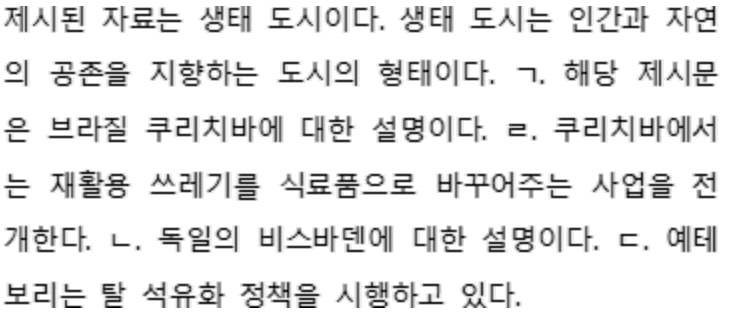 제시된 자료는 생태 도시이다. 생태 도시는 인간과 자연
의 공존을 지향하는 도시의 형태이다. ㄱ. 해당 제시문
은 브라질 쿠리치바에 대한 설명이다. ㄹ. 쿠리치바에서
는 재활용 쓰레기를 식료품으로 바꾸어주는 사업을 전
개한다. ㄴ. 독일의 비스바덴에 대한 설명이다. ㄷ. 예테
보리는 탈 석유화 정책을 시행하고 있다.